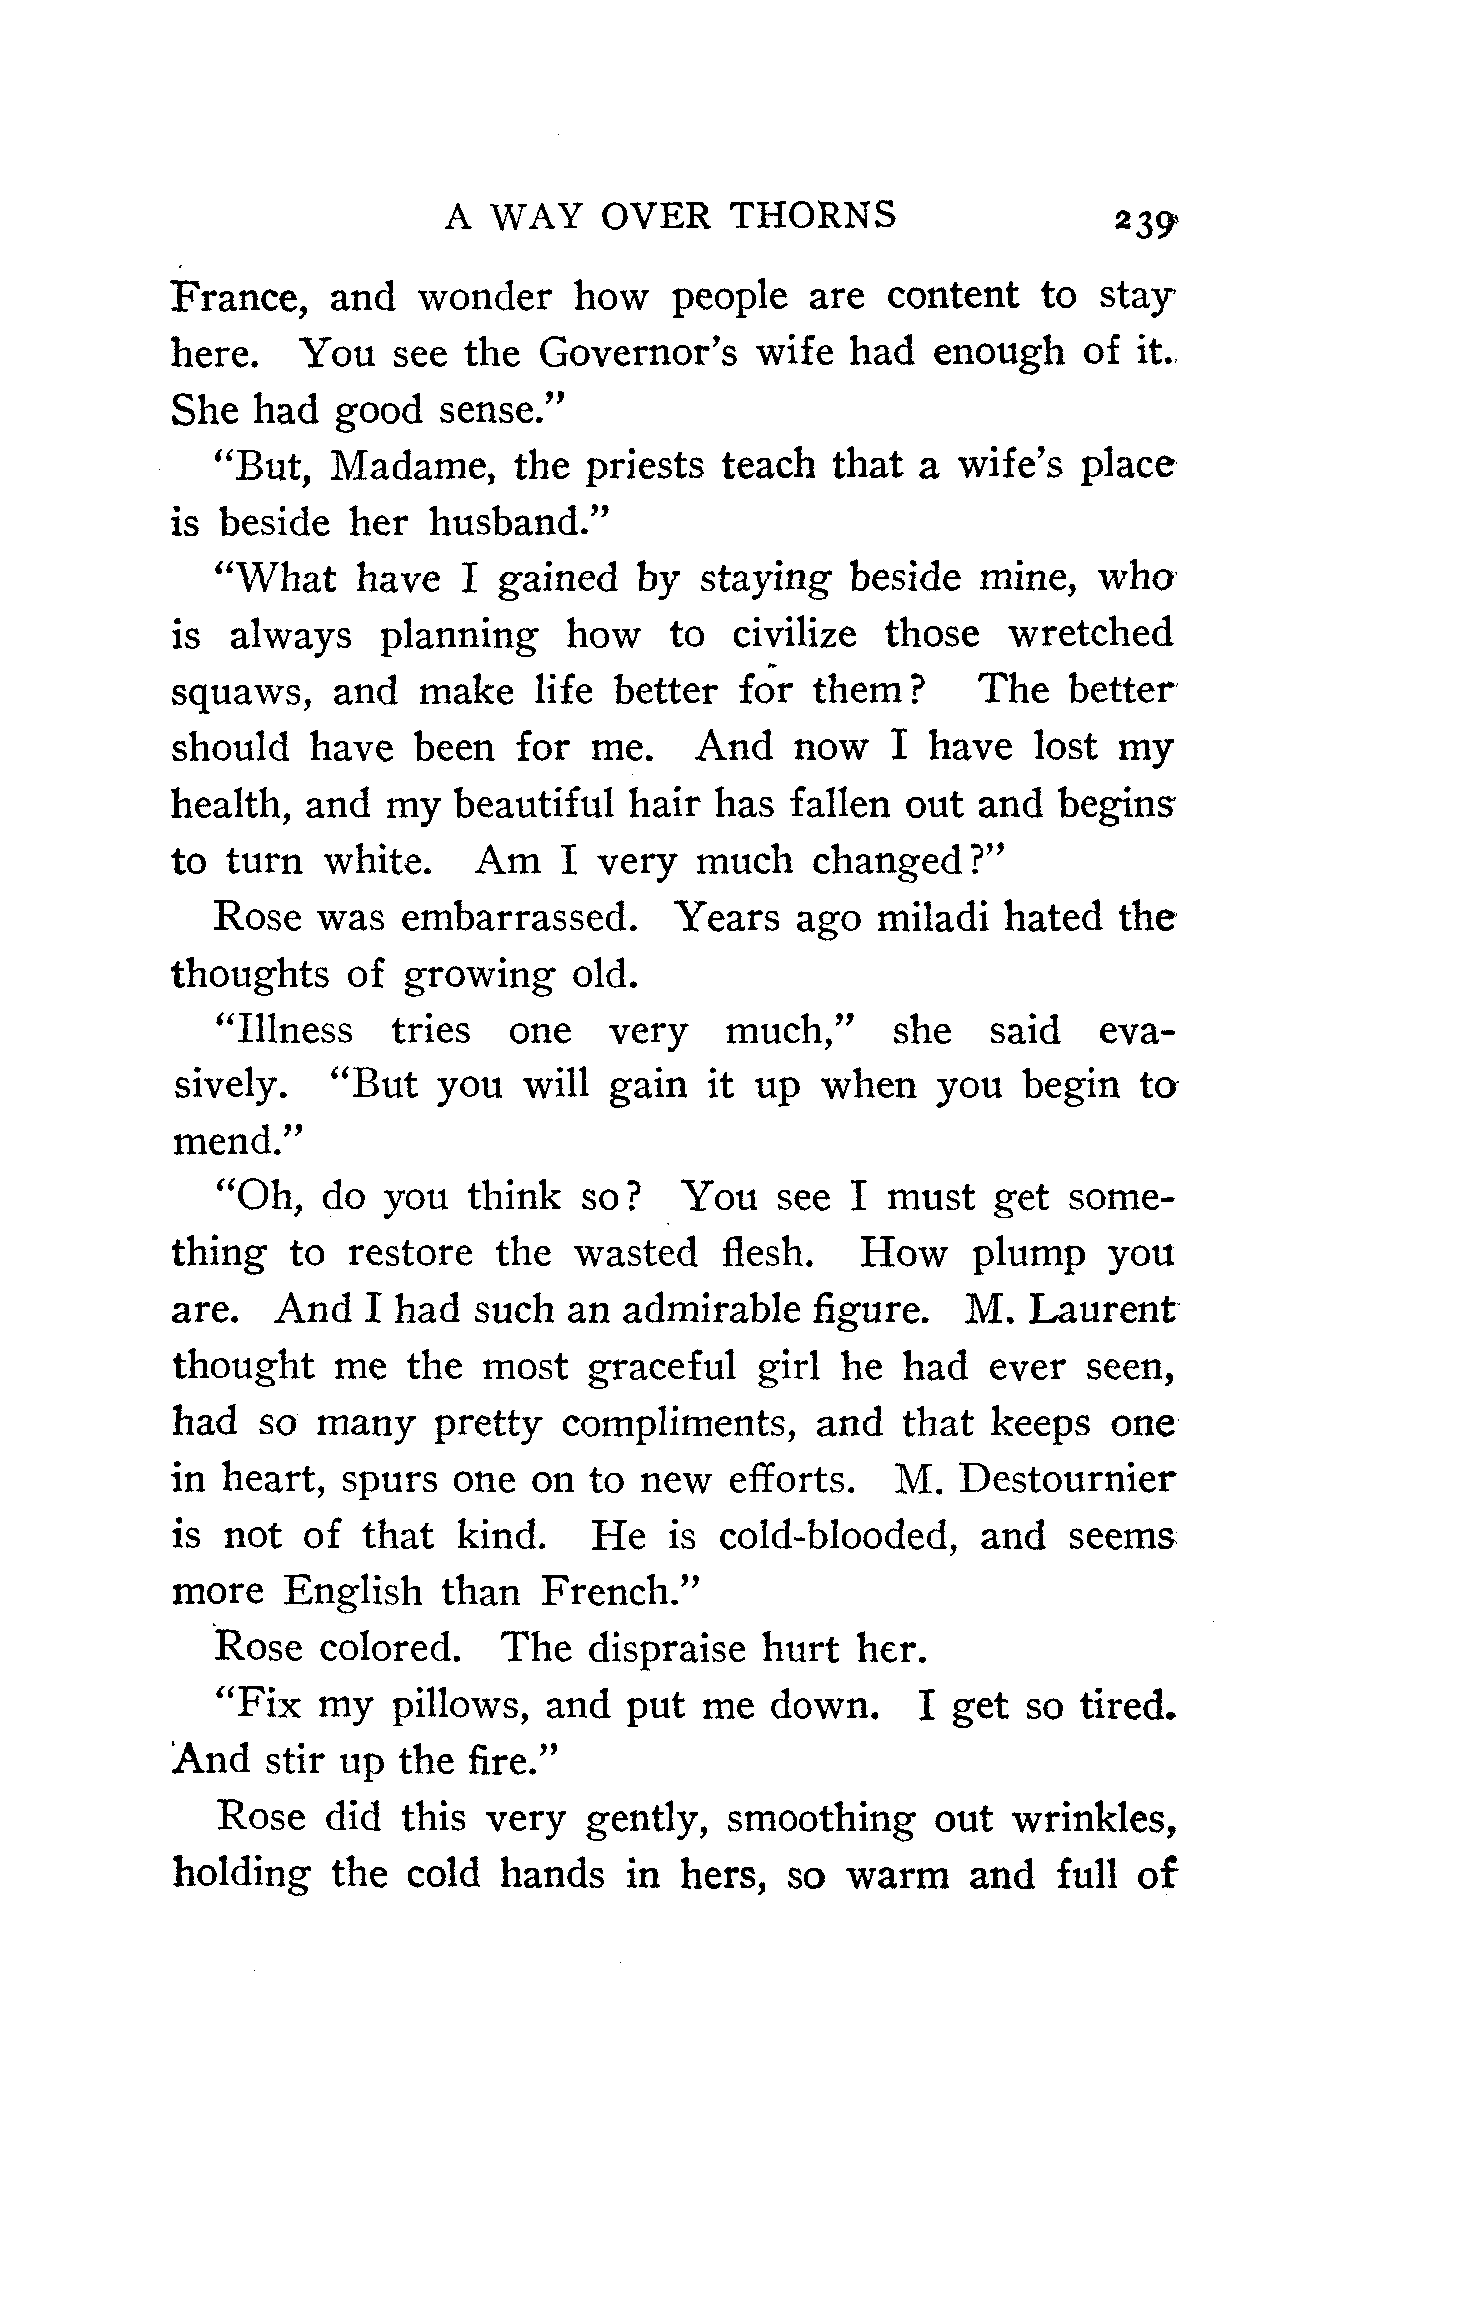 A WAY OVER THORNS 239
France, and wonder how people are content to stay
here. You see the Governor's wife had enough of it.
She had good sense."
"But, Madame, the priests teach that a wife's place
is beside her husband."
"What have I gained by staying beside mine, who
is always planning how to civilize those wretched
squaws, and make life better for them? The better
should have been for me. And now I have lost my
health, and my beautiful hair has fallen out and begins
to turn white. Am I very much changed?"
Rose was embarrassed. Years ago miladi hated the
thoughts of growing old.
"Illness tries one very much," she said eva-
sively. "But you will gain it up when you begin to
mend."
"Oh, do you think so? You see I must get some-
thing to restore the wasted flesh. How plump you
are. And I had such an admirable figure. M. Laurent
thought me the most graceful girl he had ever seen,
had so many pretty compliments, and that keeps one
in heart, spurs one on to new efforts. M. Destournier
is not of that kind. He is cold-blooded, and seems
more English than French."
Rose colored. The dispraise hurt her.
"Fix my pillows, and put me down. I get so tired.
And stir up the fire."
Rose did this very gently, smoothing out wrinkles,
holding the cold hands in hers, so warm and full of